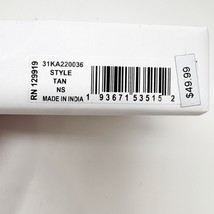 31KA220036
STYLE
TAN
NS
MADE IN INDIA
RN 129919
1 93671 53515 2
$49.99